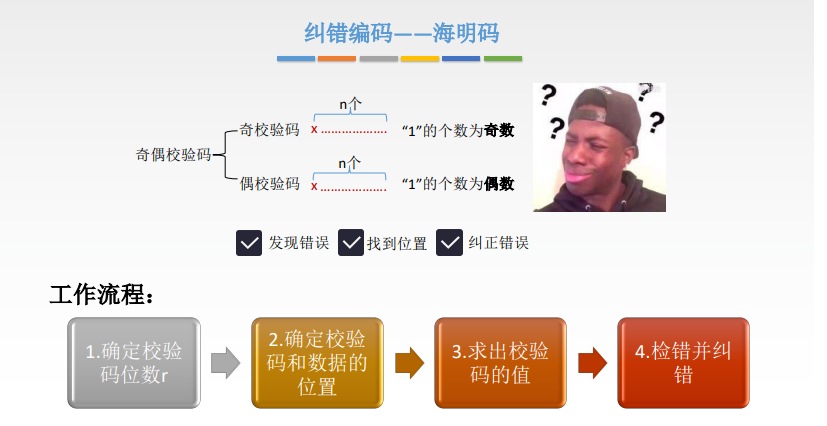 纠错编码——海明码
n个
奇校验码 x ……………… “1”的个数为奇数
奇偶校验码
n个
偶校验码 x ……………… “1”的个数为偶数
? ? ? ?
发现错误 找到位置 纠正错误
工作流程：
1.确定校验
码位数r
2.确定校验
码和数据的
位置
3.求出校验
码的值
4.检错并纠
错